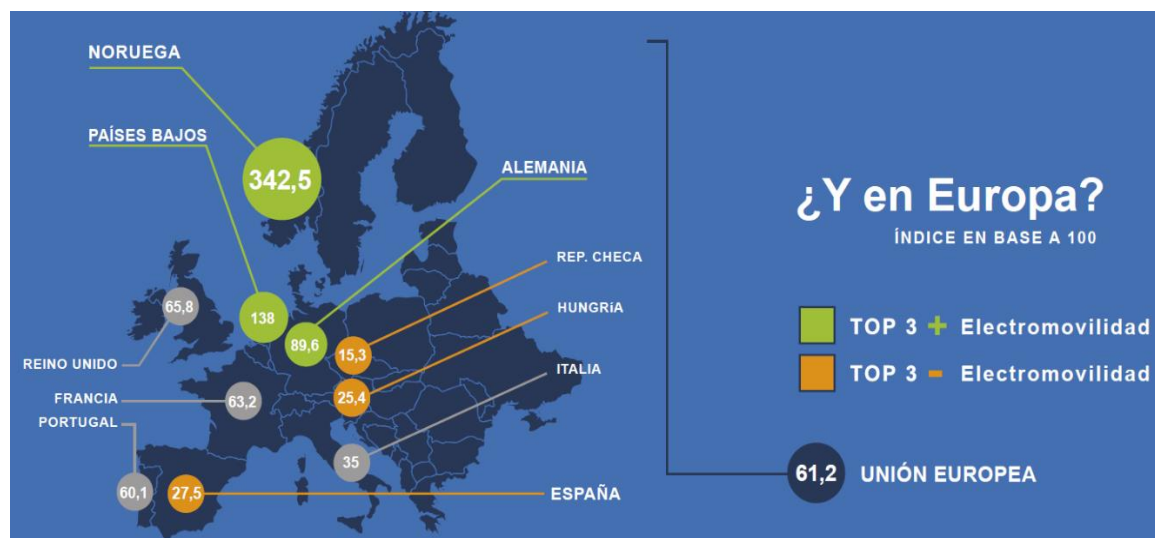 NORUEGA
342,5
PAÍSES BAJOS
138
ALEMANIA
89,6
REP. CHECA
15,3
HUNGRíA
25,4
ITALIA
35
65,8
REINO UNIDO
FRANCIA
63,2
PORTUGAL
60,1
27,5
ESPAÑA
¿Y en Europa?
ÍNDICE EN BASE A 100
TOP 3 + Electromovilidad
TOP 3 - Electromovilidad
61,2 UNIÓN EUROPEA